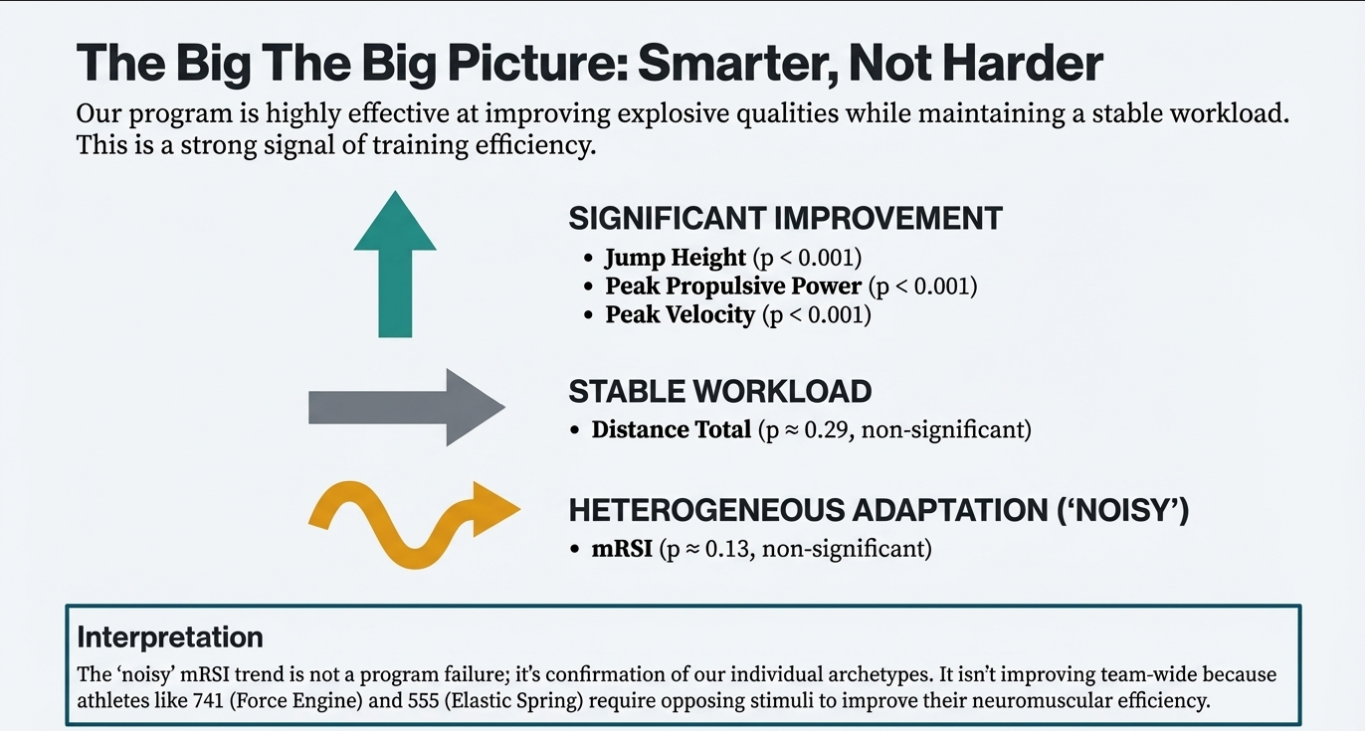 The Big The Big Picture: Smarter, Not Harder
Our program is highly effective at improving explosive qualities while maintaining a stable workload.
This is a strong signal of training efficiency.
SIGNIFICANT IMPROVEMENT
• Jump Height (p < 0.001)
• Peak Propulsive Power (p < 0.001)
• Peak Velocity (p < 0.001)
STABLE WORKLOAD
• Distance Total (p ≈ 0.29, non-significant)
HETEROGENEOUS ADAPTATION (‘NOISY’)
• mRSI (p ≈ 0.13, non-significant)
Interpretation
The ‘noisy’ mRSI trend is not a program failure; it’s confirmation of our individual archetypes. It isn’t improving team-wide because
athletes like 741 (Force Engine) and 555 (Elastic Spring) require opposing stimuli to improve their neuromuscular efficiency.